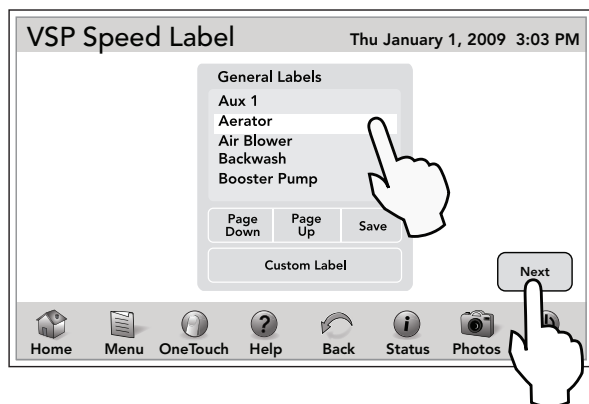 VSP Speed Label
Thu January 1, 2009 3:03 PM
General Labels
Aux 1
Aerator
Air Blower
Backwash
Booster Pump
Page Down
Page Up
Save
Custom Label
Next
Home
Menu
OneTouch
Help
Back
Status
Photos